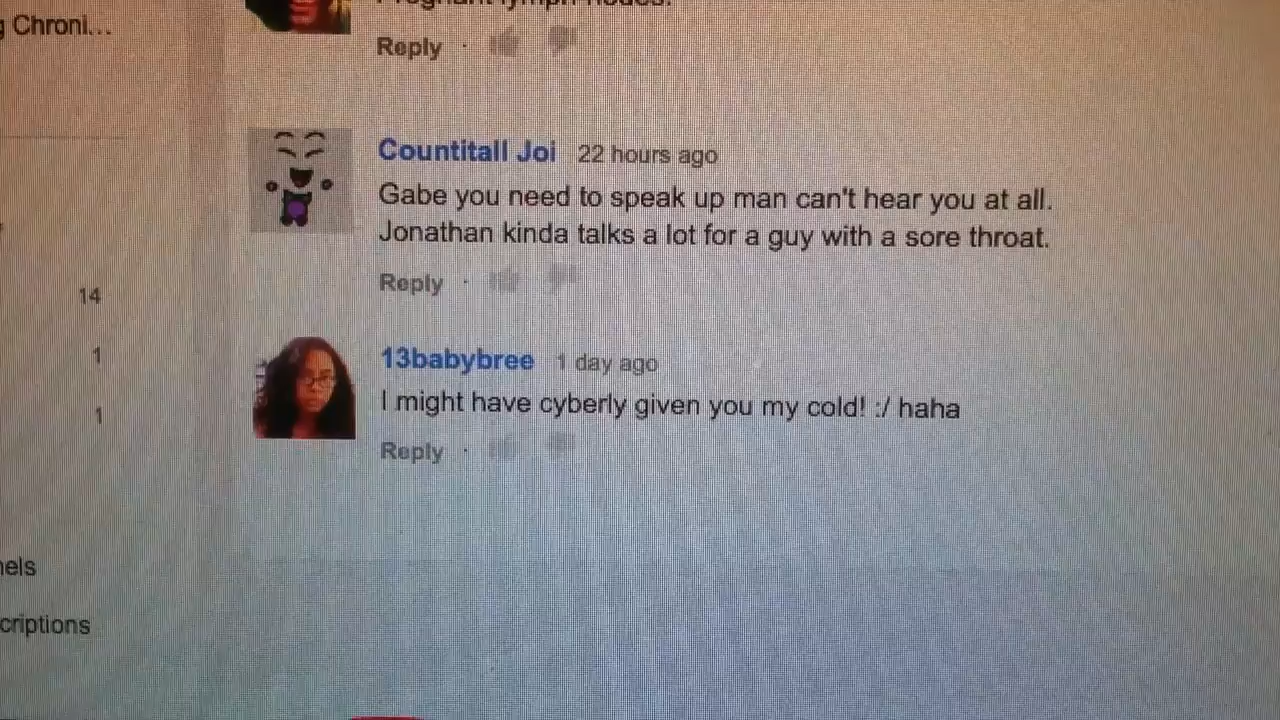 g Chroni...
Reply ·
Countitall Joi 22 hours ago
Gabe you need to speak up man can't hear you at all.
Jonathan kinda talks a lot for a guy with a sore throat.
Reply ·
14
13babybree 1 day ago
1
I might have cyberly given you my cold! :/ haha
1
Reply ·
nels
criptions